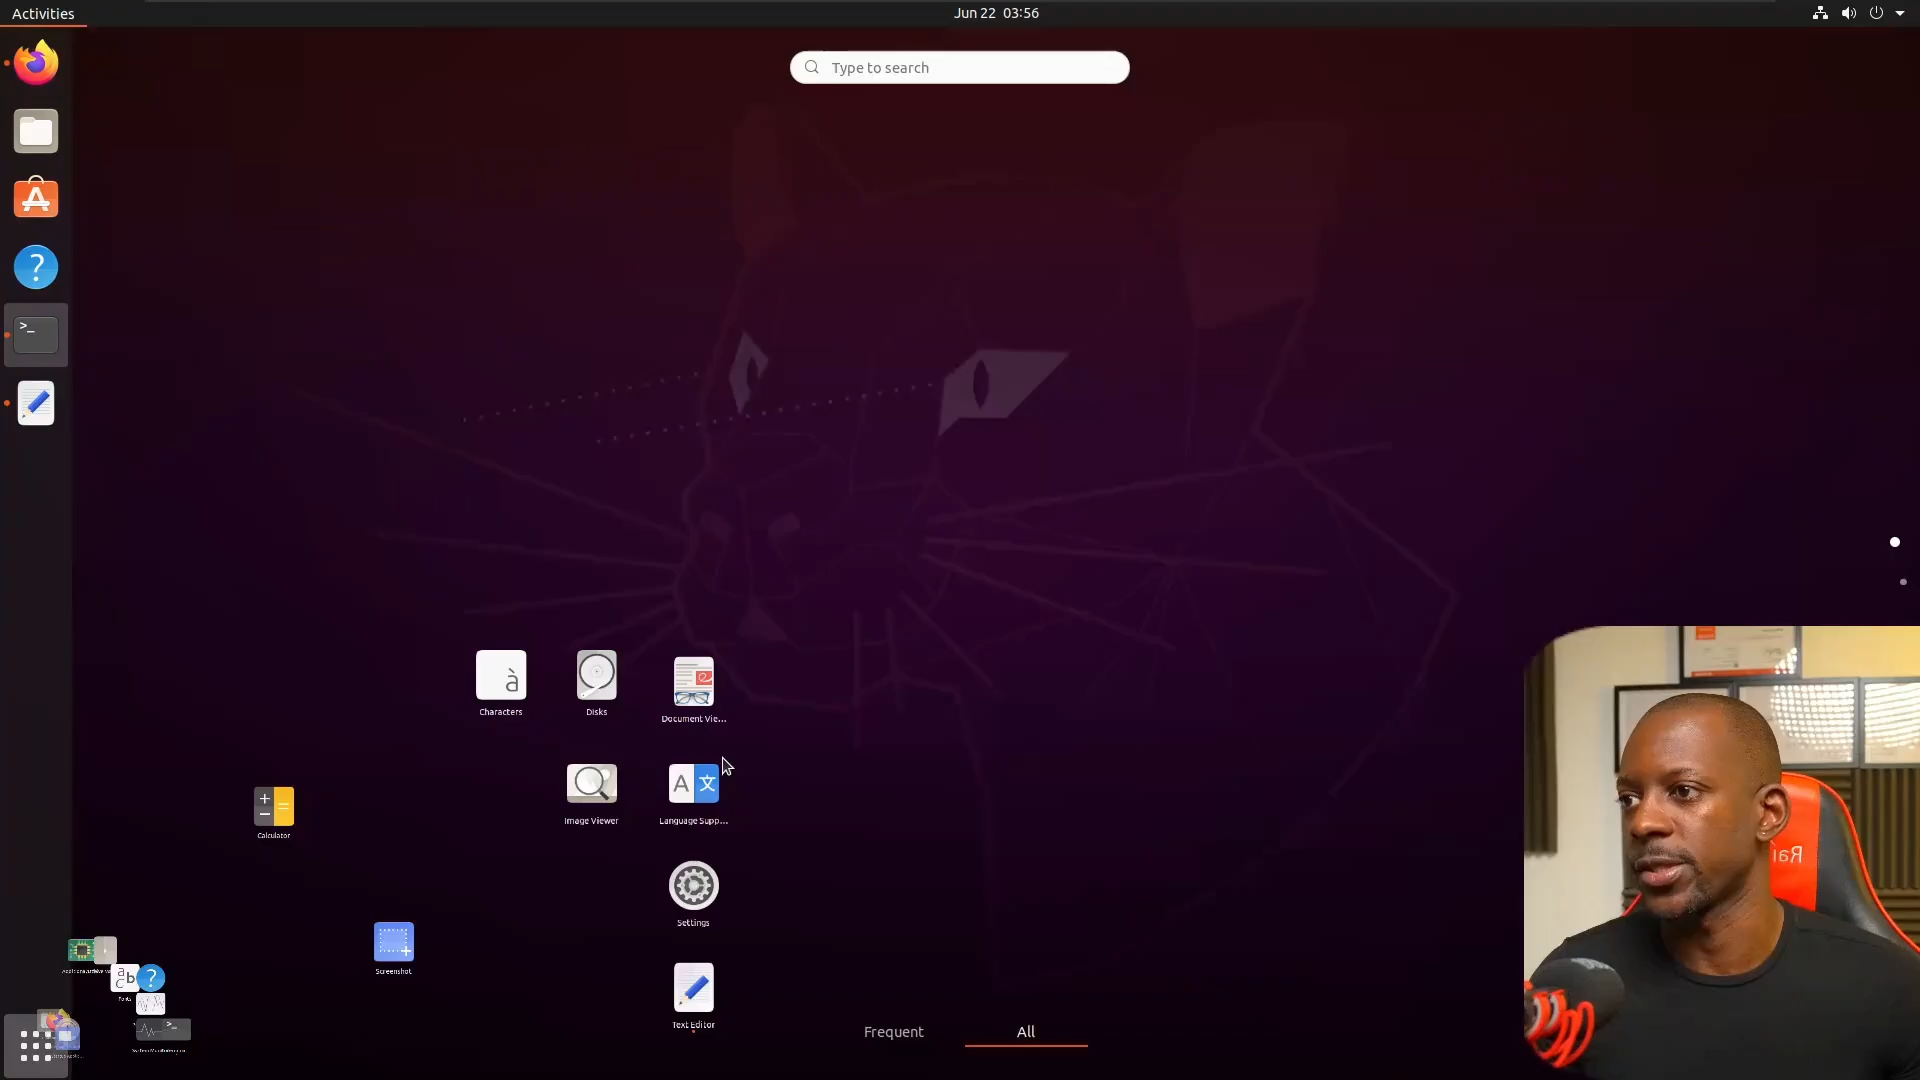 Activities
Jun 22 03:56
Type to search
Characters
Disks
Document Vie...
Image Viewer
Language Supp...
Calculator
Settings
Screenshot
Fonts
Text Editor
Frequent
All